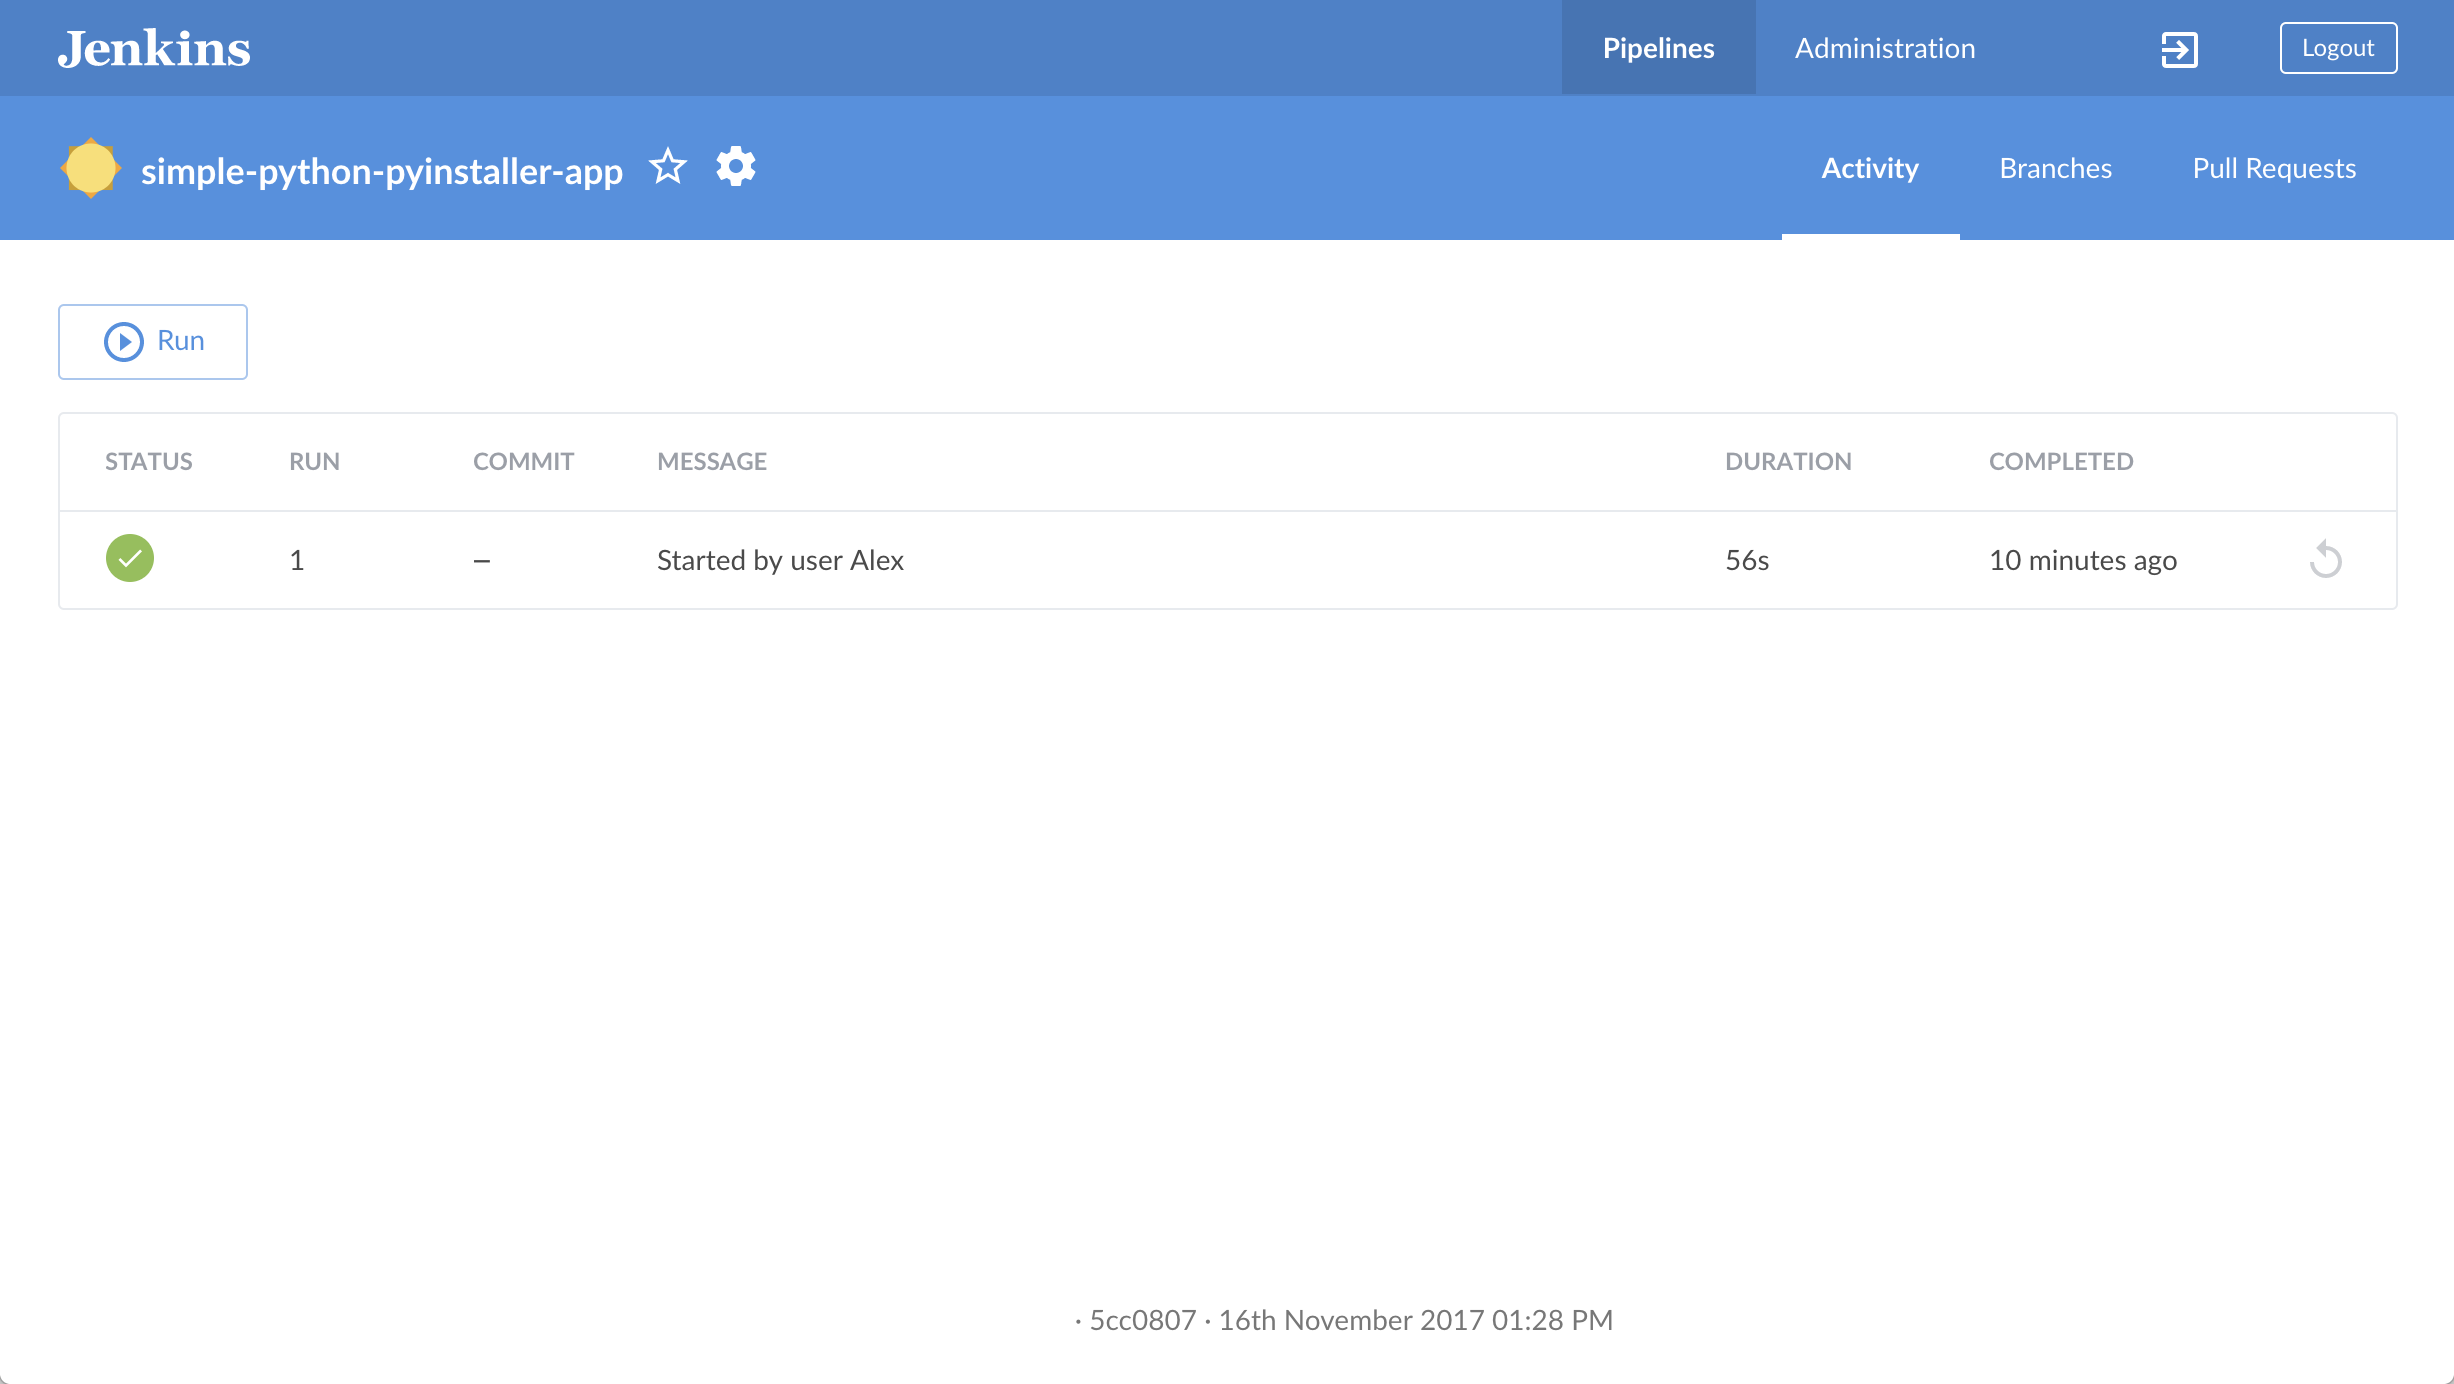 Jenkins Pipelines Administration Logout
simple-python-pyinstaller-app Activity Branches Pull Requests
Run
STATUS RUN COMMIT MESSAGE DURATION COMPLETED
1 – Started by user Alex 56s 10 minutes ago
· 5cc0807 · 16th November 2017 01:28 PM